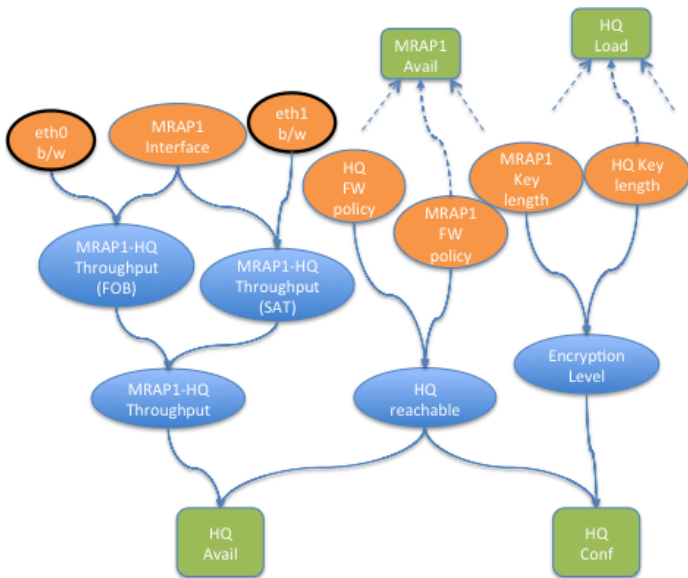 MRAP1
Avail
HQ
Load
eth0
b/w
MRAP1
Interface
eth1
b/w
HQ
FW
policy
MRAP1
FW
policy
MRAP1
Key
length
HQ Key
length
MRAP1-HQ
Throughput
(FOB)
MRAP1-HQ
Throughput
(SAT)
MRAP1-HQ
Throughput
HQ
reachable
Encryption
Level
HQ
Avail
HQ
Conf